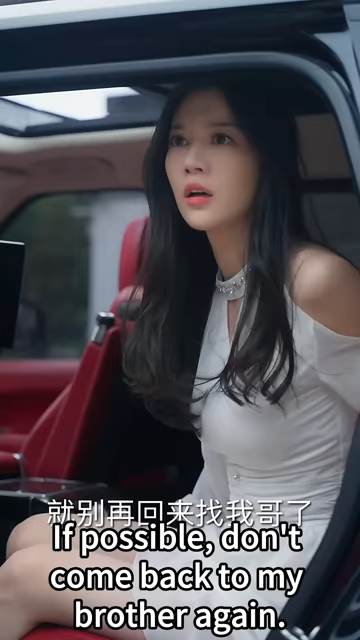 就别再回来找我哥了
If possible, don't
come back to my
brother again.